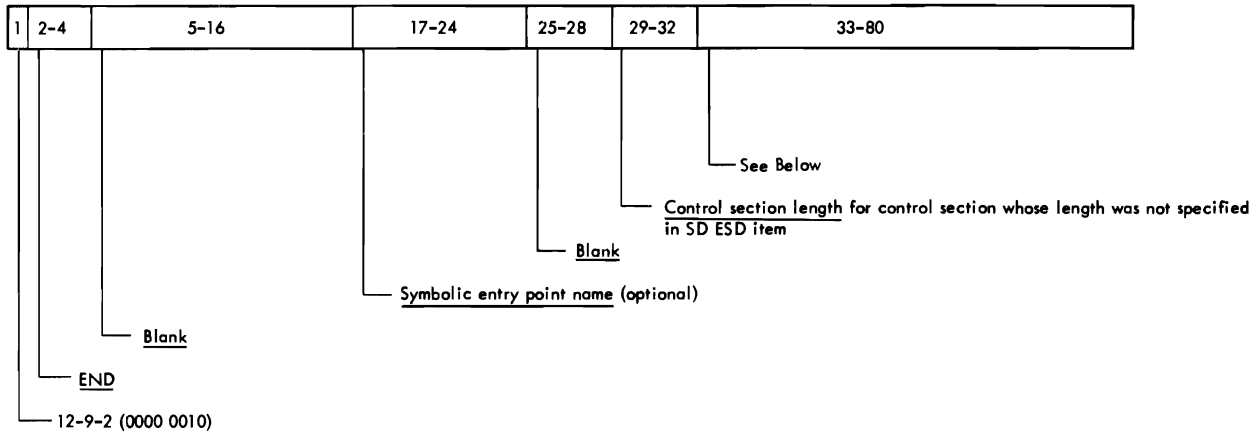 1 2-4 5-16 17-24 25-28 29-32 33-80
See Below
Control section length for control section whose length was not specified
in SD ESD item
Blank
Symbolic entry point name (optional)
Blank
END
12-9-2 (0000 0010)